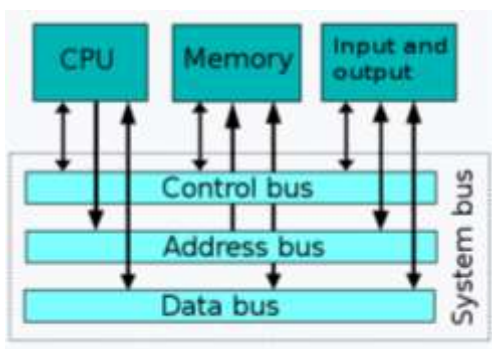 CPU
Memory
Input and
output
Control bus
Address bus
Data bus
System bus